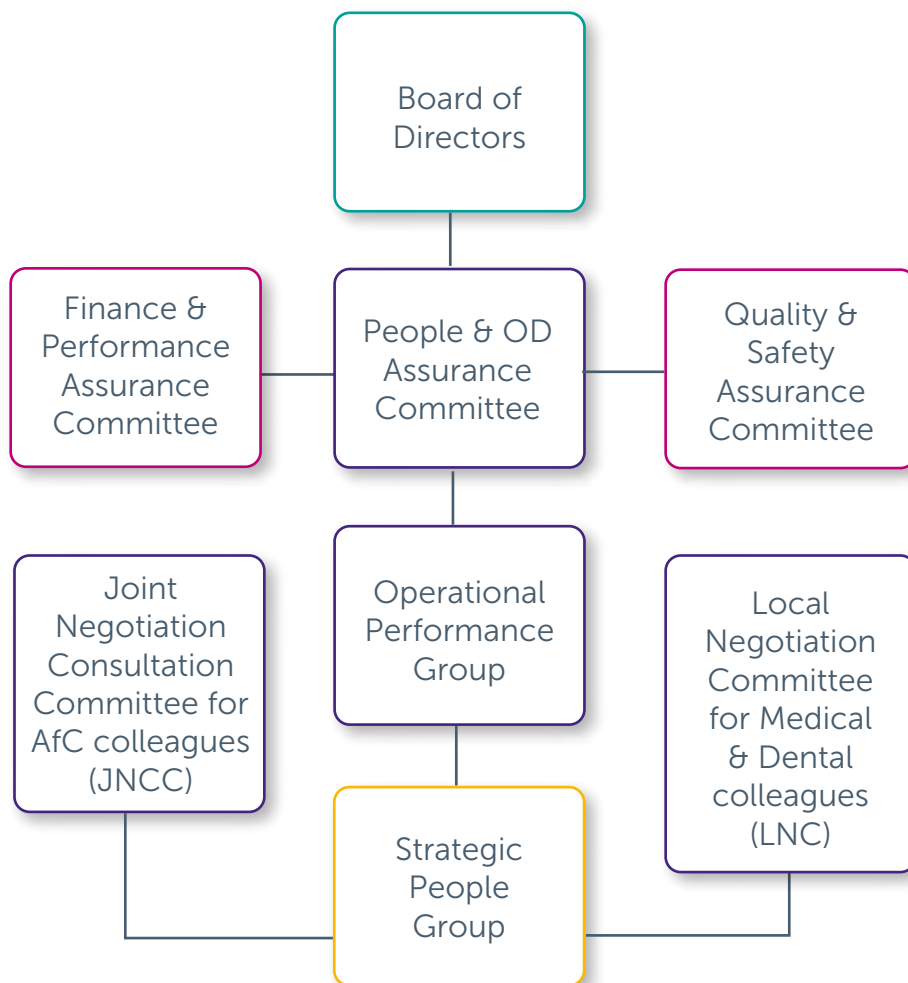 Board of
Directors
Finance &
Performance
Assurance
Committee
People & OD
Assurance
Committee
Quality &
Safety
Assurance
Committee
Joint
Negotiation
Consultation
Committee for
AfC colleagues
(JNCC)
Operational
Performance
Group
Local
Negotiation
Committee
for Medical
& Dental
colleagues
(LNC)
Strategic
People
Group